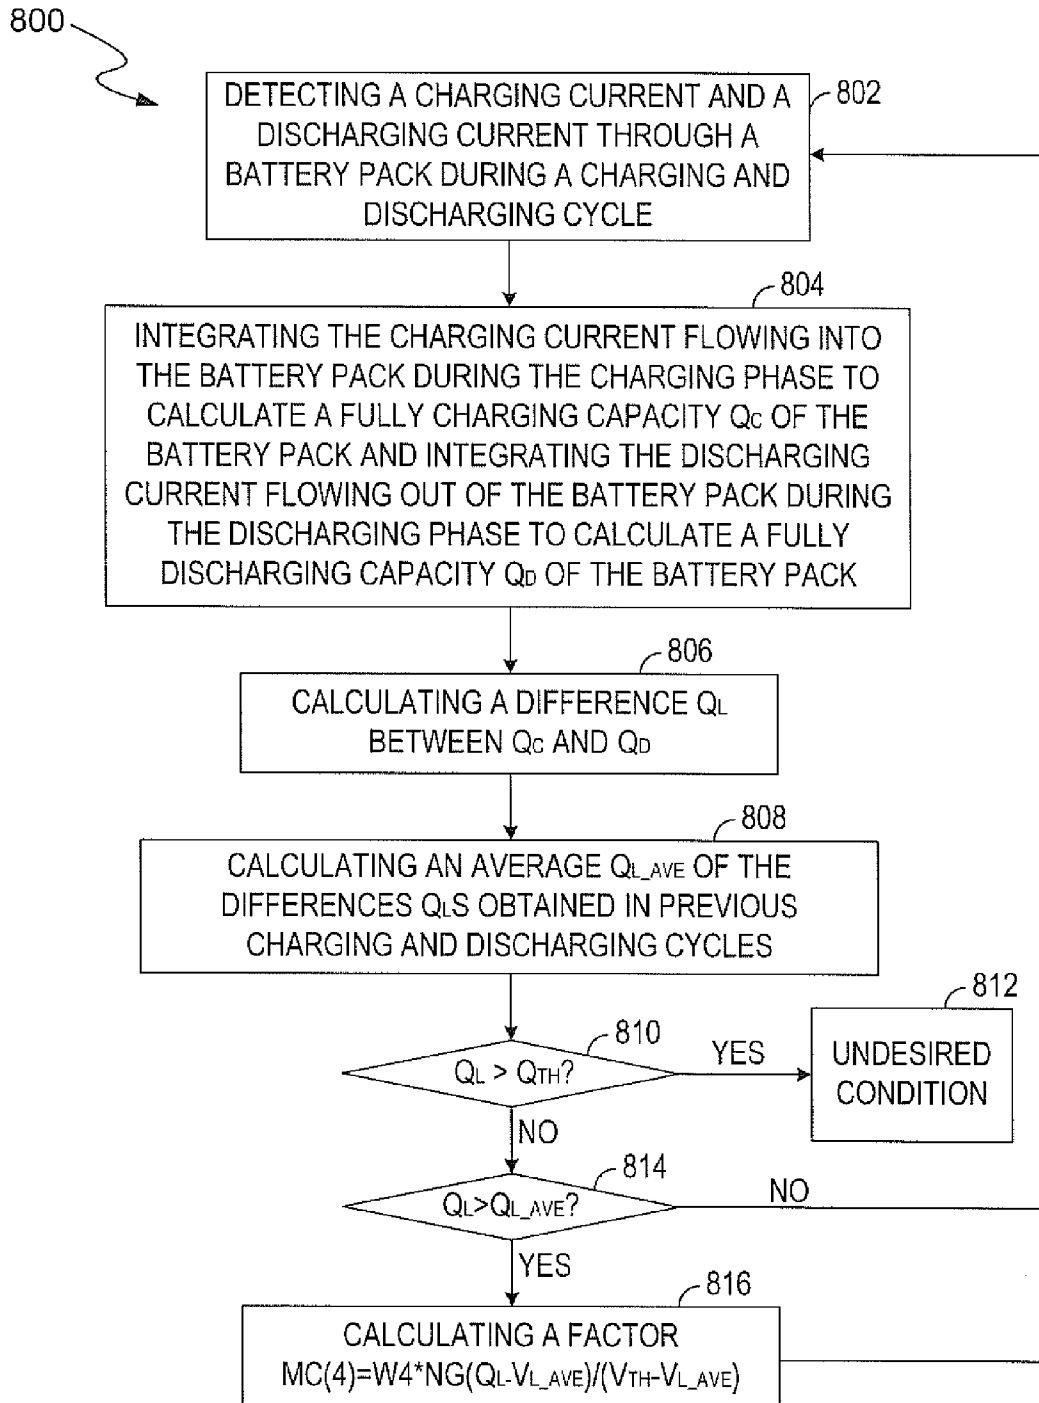 800
DETECTING A CHARGING CURRENT AND A
DISCHARGING CURRENT THROUGH A
BATTERY PACK DURING A CHARGING AND
DISCHARGING CYCLE
802
804
INTEGRATING THE CHARGING CURRENT FLOWING INTO
THE BATTERY PACK DURING THE CHARGING PHASE TO
CALCULATE A FULLY CHARGING CAPACITY QC OF THE
BATTERY PACK AND INTEGRATING THE DISCHARGING
CURRENT FLOWING OUT OF THE BATTERY PACK DURING
THE DISCHARGING PHASE TO CALCULATE A FULLY
DISCHARGING CAPACITY QD OF THE BATTERY PACK
806
CALCULATING A DIFFERENCE QL
BETWEEN QC AND QD
808
CALCULATING AN AVERAGE QL_AVE OF THE
DIFFERENCES QLS OBTAINED IN PREVIOUS
CHARGING AND DISCHARGING CYCLES
810
QL > QTH?
YES
812
UNDESIRED
CONDITION
NO
814
QL>QL_AVE?
NO
YES
816
CALCULATING A FACTOR
MC(4)=W4*NG(QL-VL_AVE)/(VTH-VL_AVE)